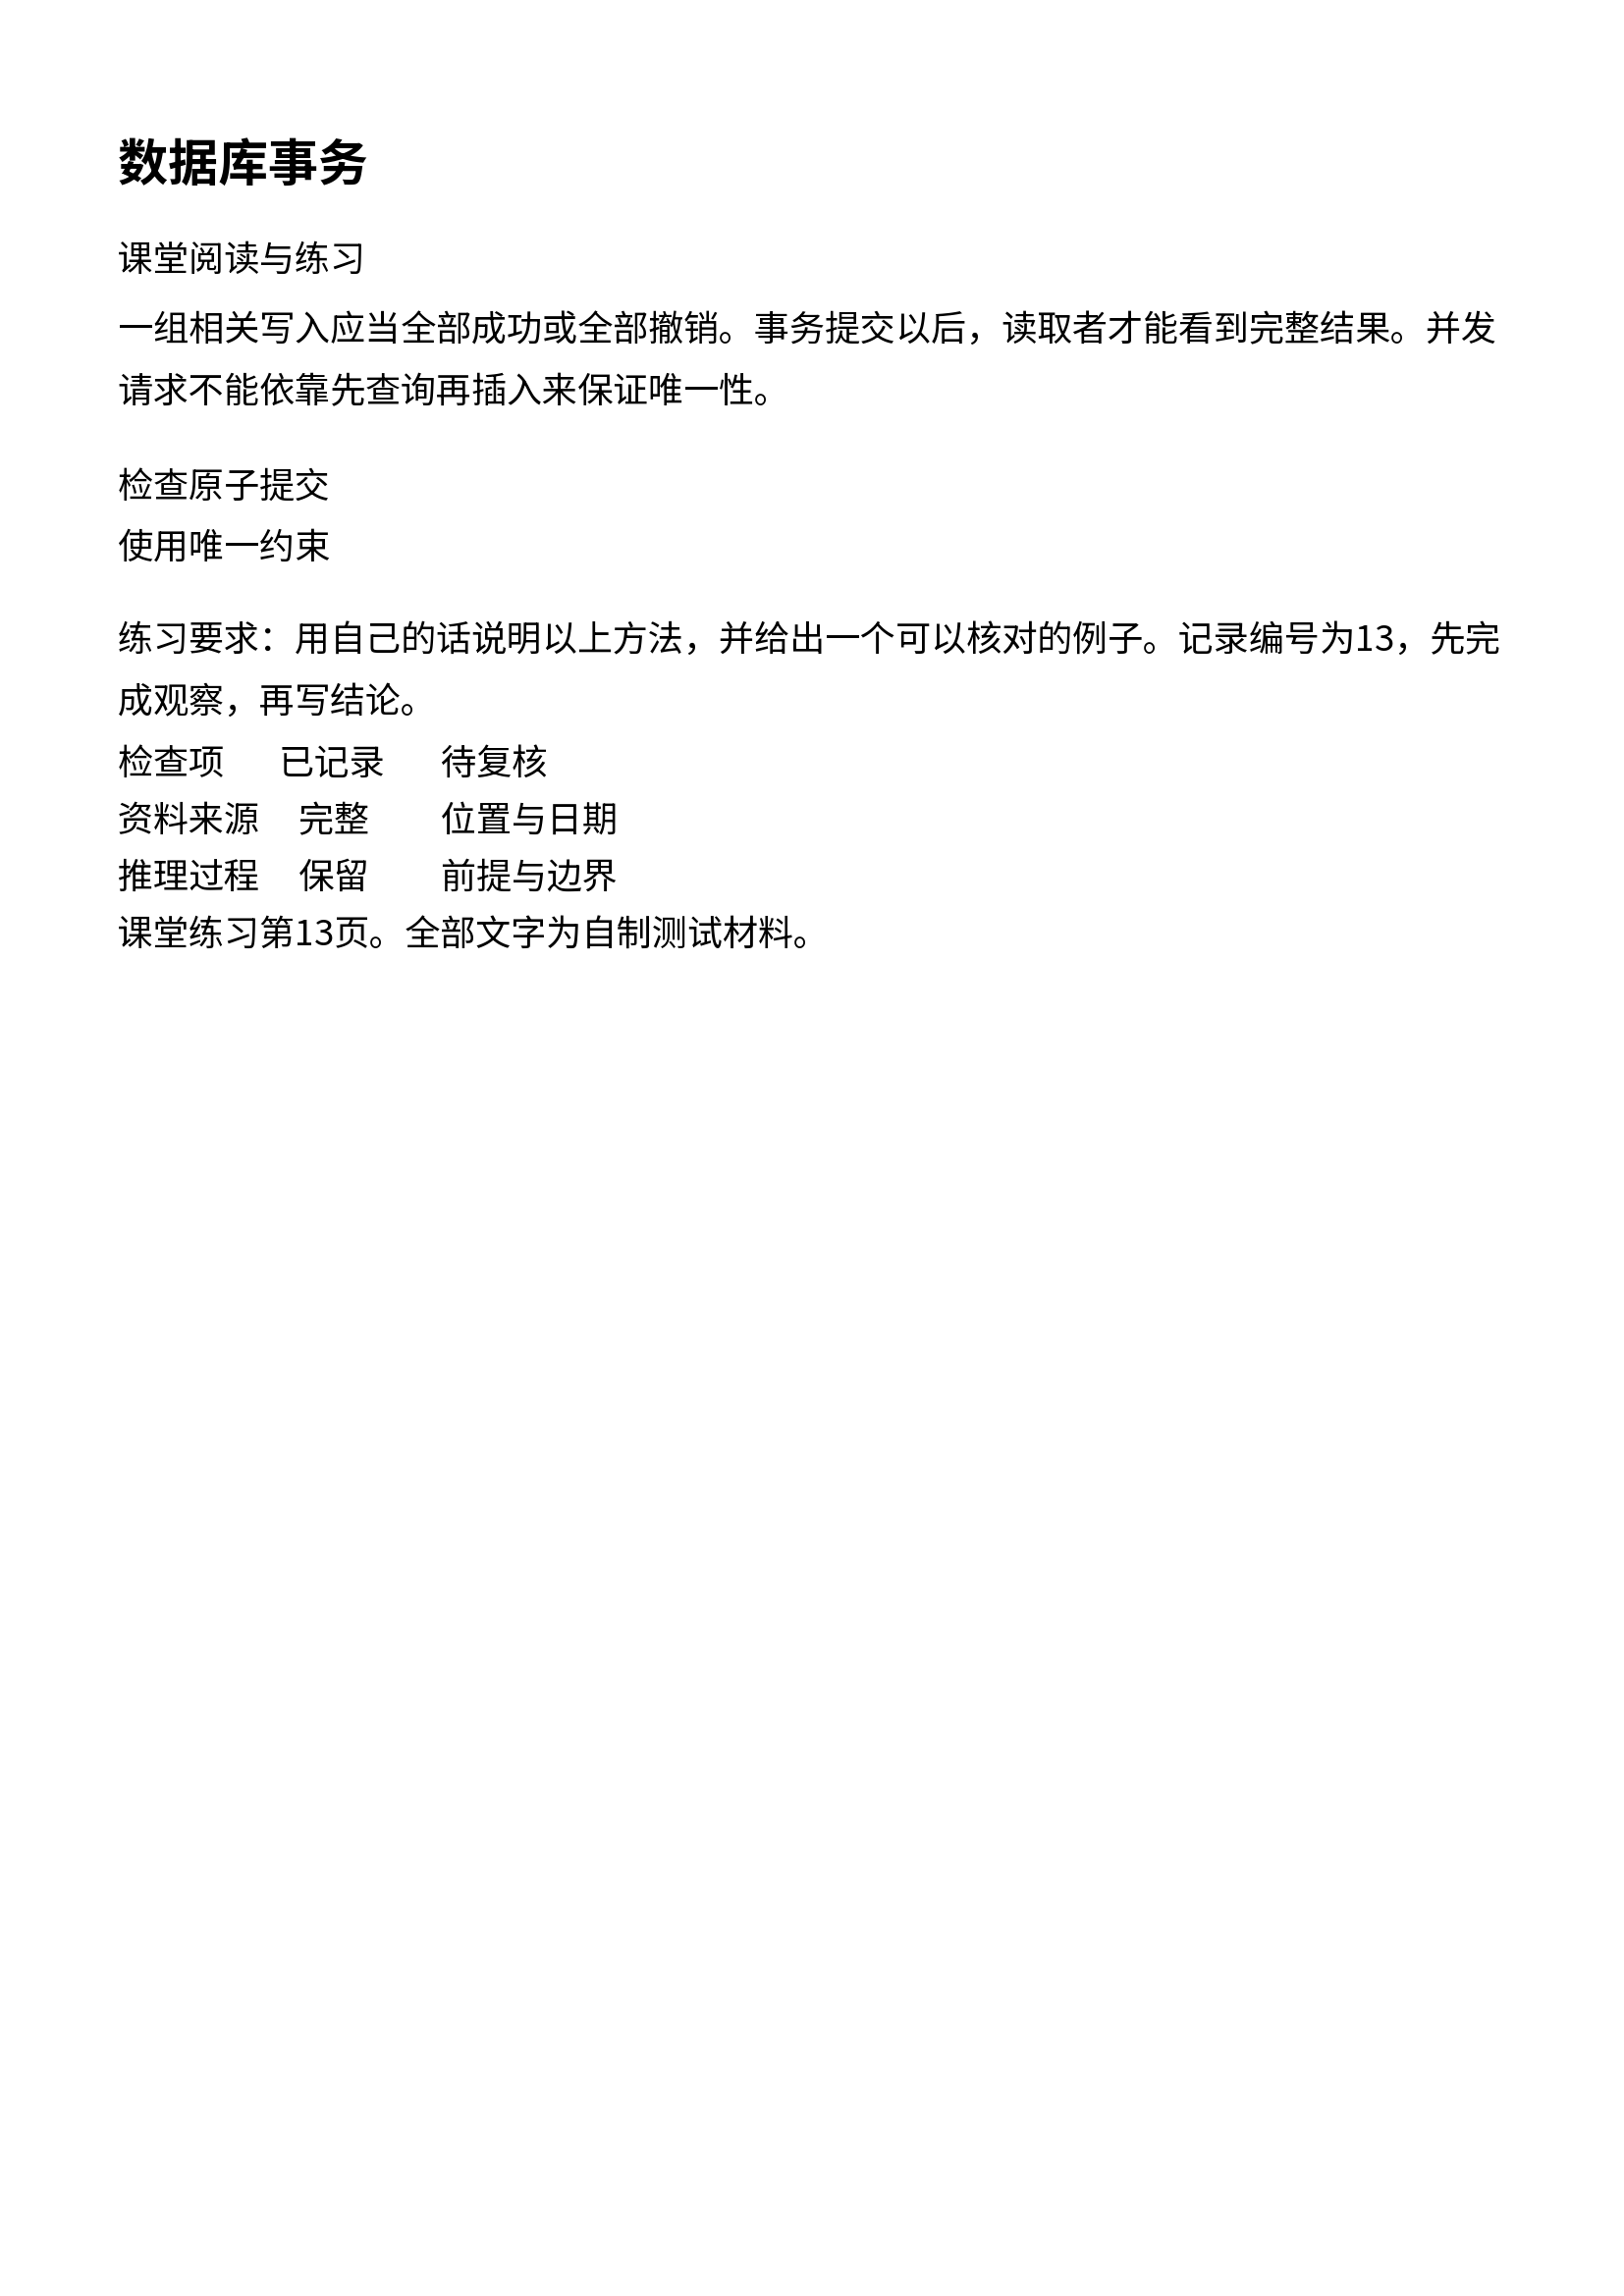 数据库事务
课堂阅读与练习
一组相关写入应当全部成功或全部撤销。事务提交以后，读取者才能看到完整结果。并发
请求不能依靠先查询再插入来保证唯一性。
检查原子提交
使用唯一约束
练习要求：用自己的话说明以上方法，并给出一个可以核对的例子。记录编号为13，先完
成观察，再写结论。
检查项 已记录 待复核
资料来源 完整 位置与日期
推理过程 保留 前提与边界
课堂练习第13页。全部文字为自制测试材料。